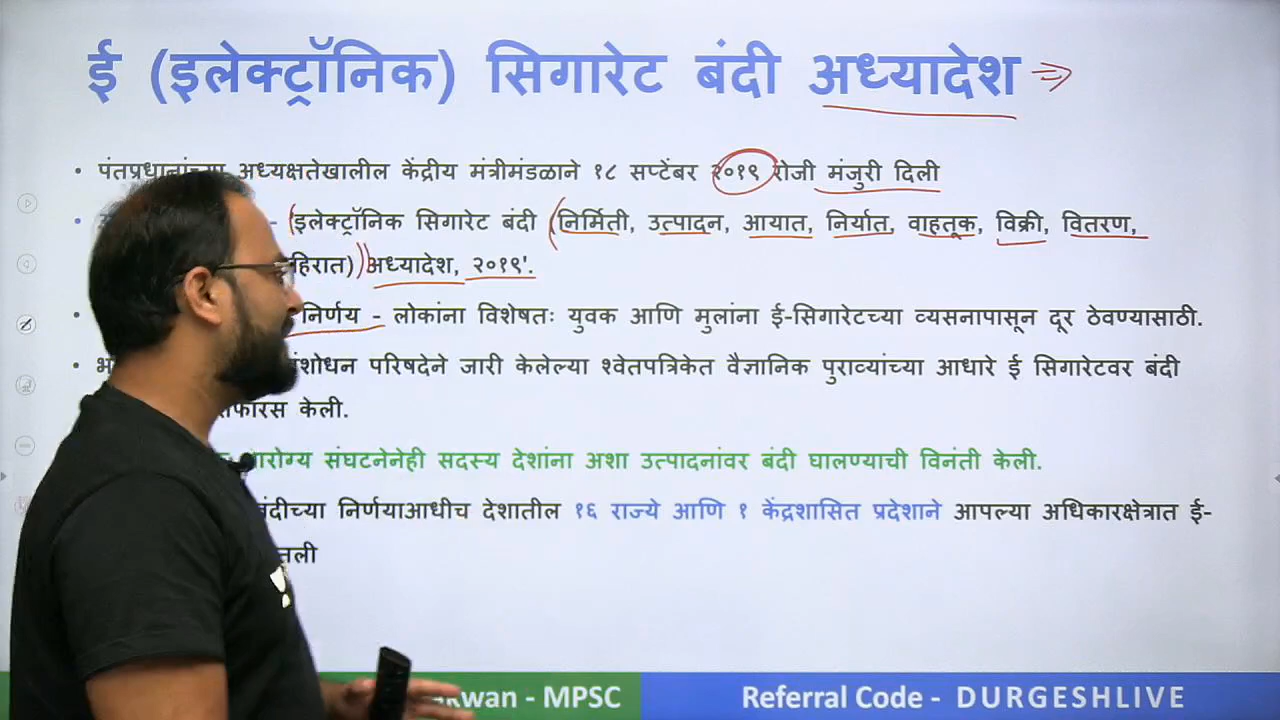 ई (इलेक्ट्रॉनिक) सिगारेट बंदी अध्यादेश
पंतप्रधानांच्या अध्यक्षतेखालील केंद्रीय मंत्रीमंडळाने १८ सप्टेंबर २०१९ रोजी मंजुरी दिली
- (इलेक्ट्रॉनिक सिगारेट बंदी (निर्मिती, उत्पादन, आयात, निर्यात, वाहतूक, विक्री, वितरण,
अध्यादेश, २०१९'.
निर्णय - लोकांना विशेषतः युवक आणि मुलांना ई-सिगारेटच्या व्यसनापासून दूर ठेवण्यासाठी.
परिषदेने जारी केलेल्या श्वेतपत्रिकेत वैज्ञानिक पुराव्यांच्या आधारे ई सिगारेटवर बंदी
केली.
आरोग्य संघटनेनेही सदस्य देशांना अशा उत्पादनांवर बंदी घालण्याची विनंती केली.
निर्णयाआधीच देशातील १६ राज्ये आणि १ केंद्रशासित प्रदेशाने आपल्या अधिकारक्षेत्रात ई-
- MPSC
Referral Code - DURGESHLIVE